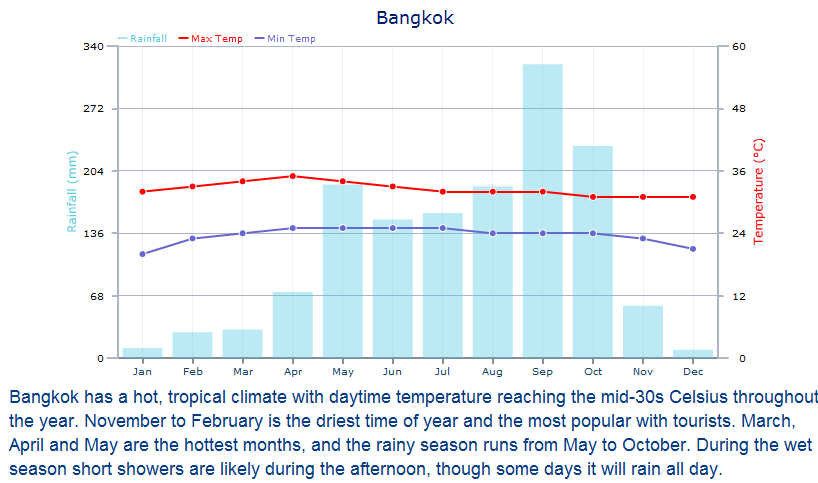 Bangkok
Rainfall Max Temp Min Temp
340 60
272 48
204 36
136 24
68 12
0 0
Rainfall (mm)
Temperature (°C)
Jan Feb Mar Apr May Jun Jul Aug Sep Oct Nov Dec
Bangkok has a hot, tropical climate with daytime temperature reaching the mid-30s Celsius throughout
the year. November to February is the driest time of year and the most popular with tourists. March,
April and May are the hottest months, and the rainy season runs from May to October. During the wet
season short showers are likely during the afternoon, though some days it will rain all day.